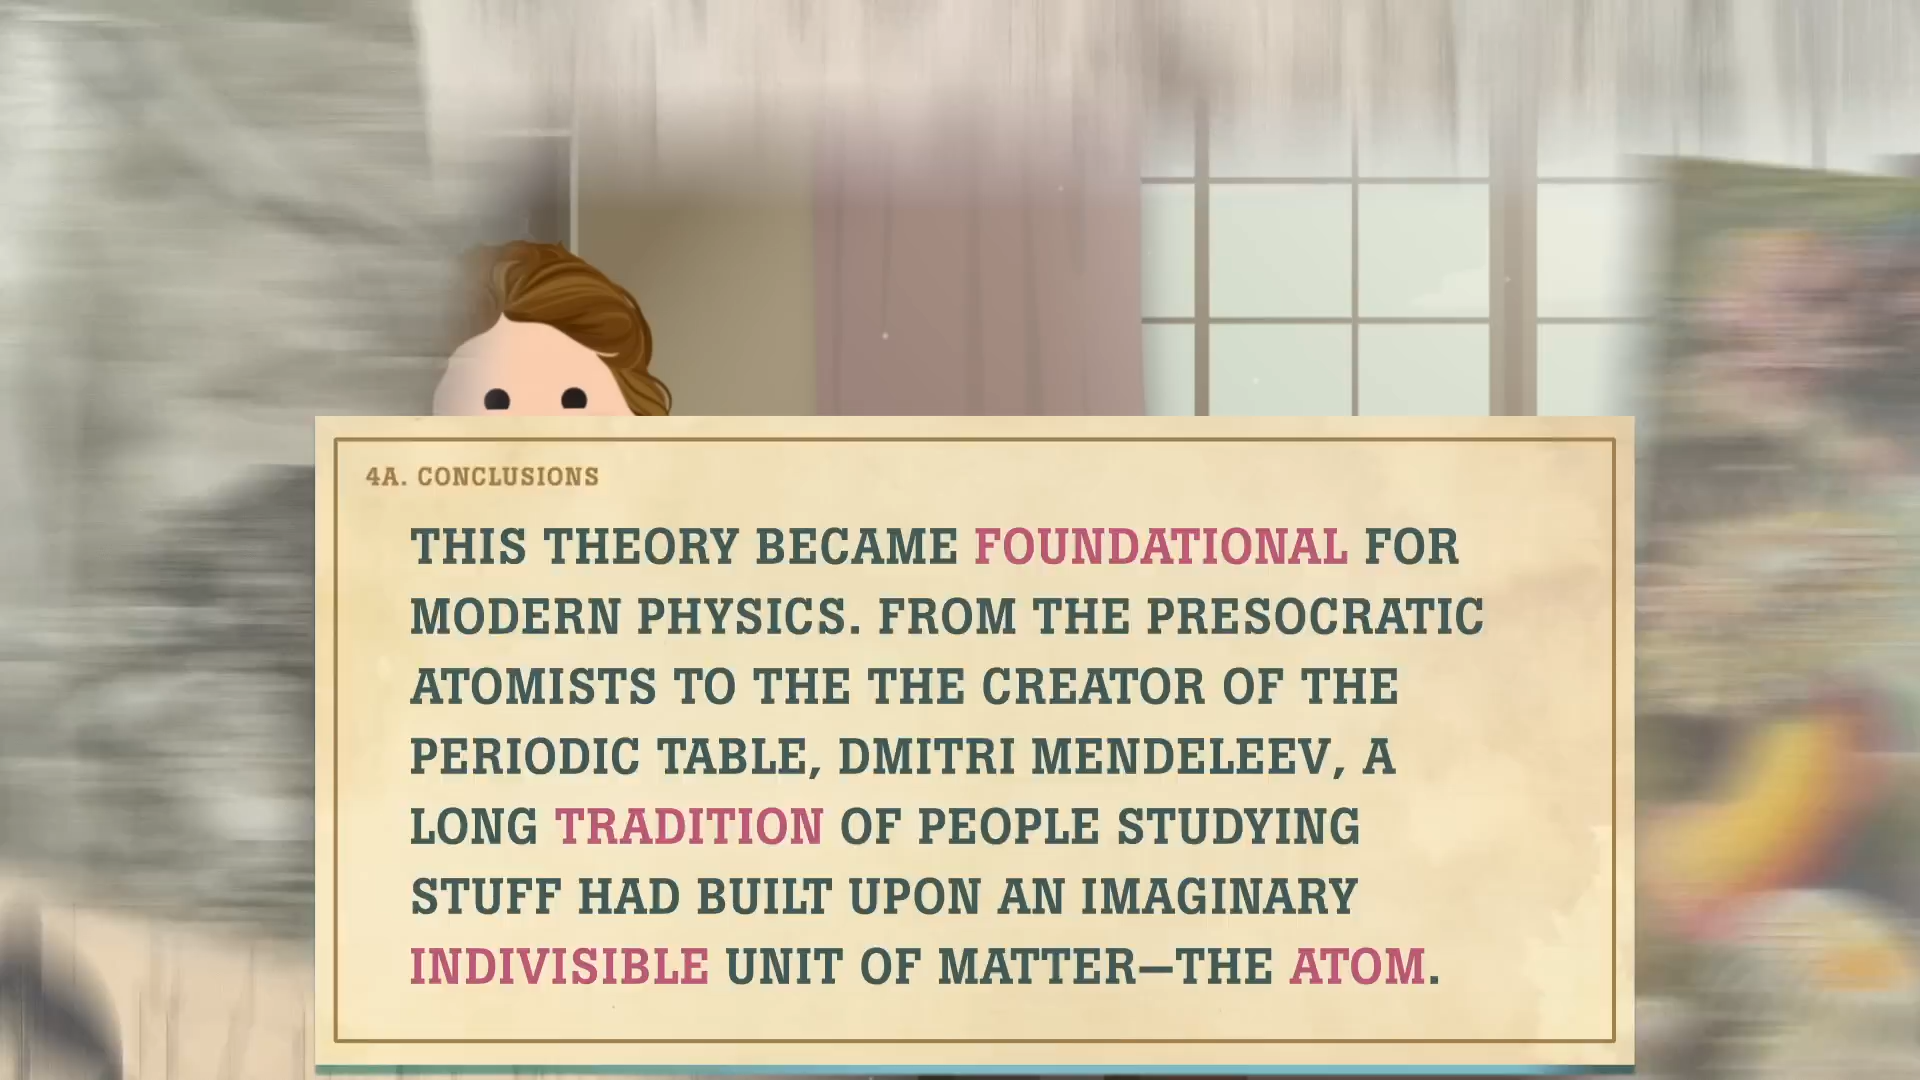 4A. CONCLUSIONS
THIS THEORY BECAME FOUNDATIONAL FOR
MODERN PHYSICS. FROM THE PRESOCRATIC
ATOMISTS TO THE THE CREATOR OF THE
PERIODIC TABLE, DMITRI MENDELEEV, A
LONG TRADITION OF PEOPLE STUDYING
STUFF HAD BUILT UPON AN IMAGINARY
INDIVISIBLE UNIT OF MATTER—THE ATOM.